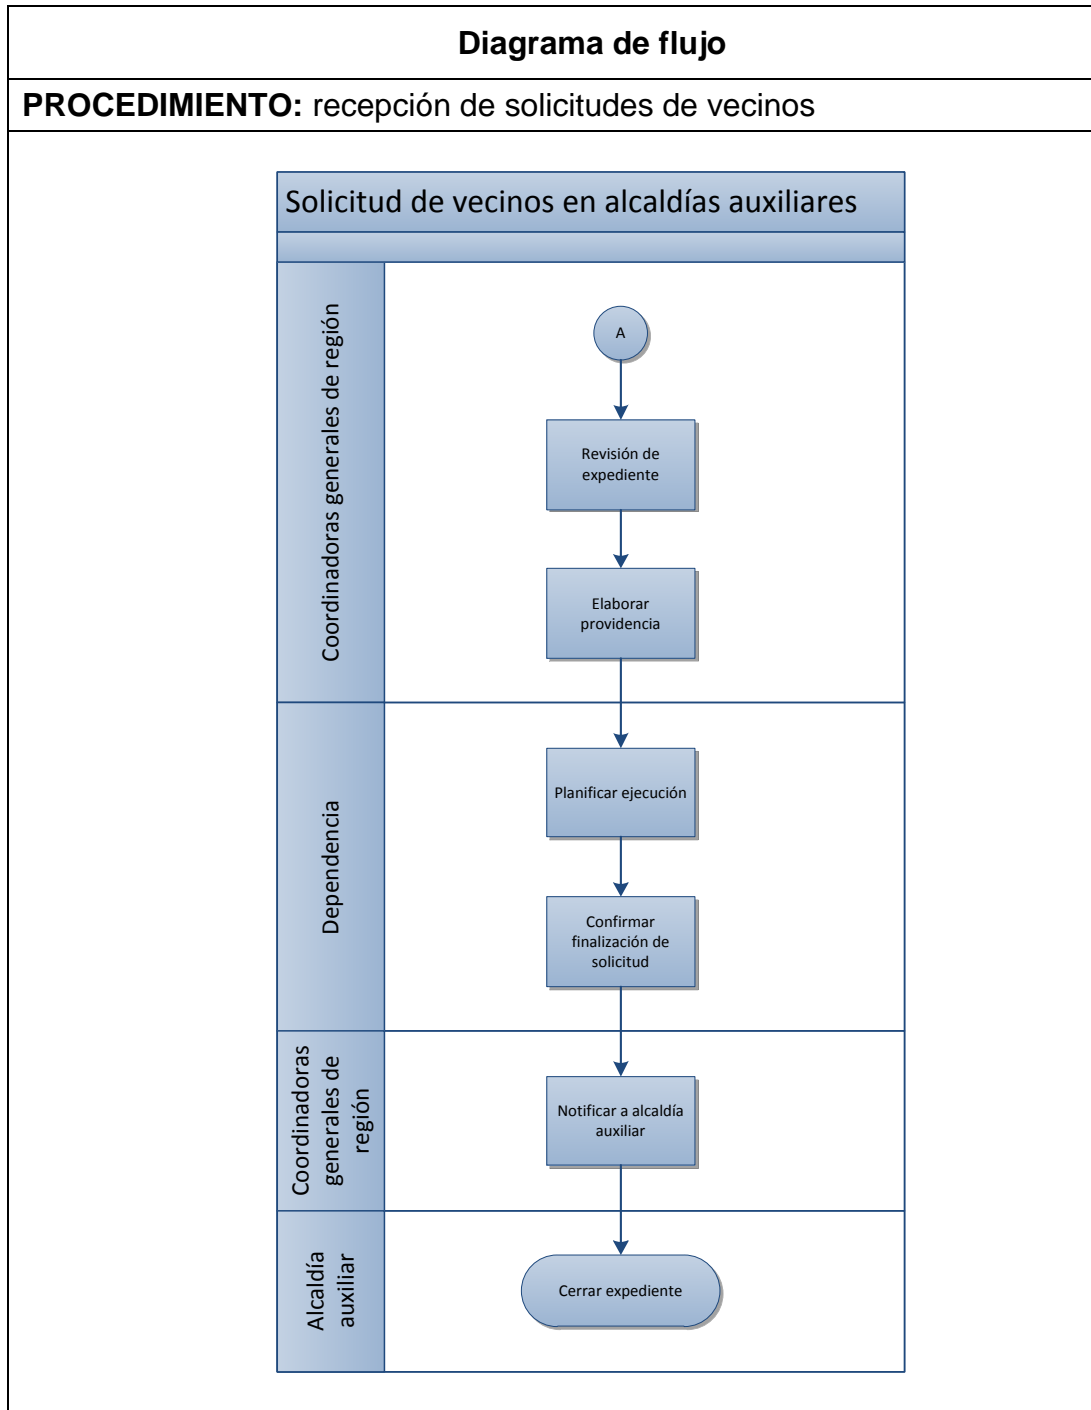 Diagrama de flujo
PROCEDIMIENTO: recepción de solicitudes de vecinos
Solicitud de vecinos en alcaldías auxiliares
Coordinadoras generales de región
A
Revisión de
expediente
Elaborar
providencia
Dependencia
Planificar ejecución
Confirmar
finalización de
solicitud
Coordinadoras
generales de
región
Notificar a alcaldía
auxiliar
Alcaldía
auxiliar
Cerrar expediente